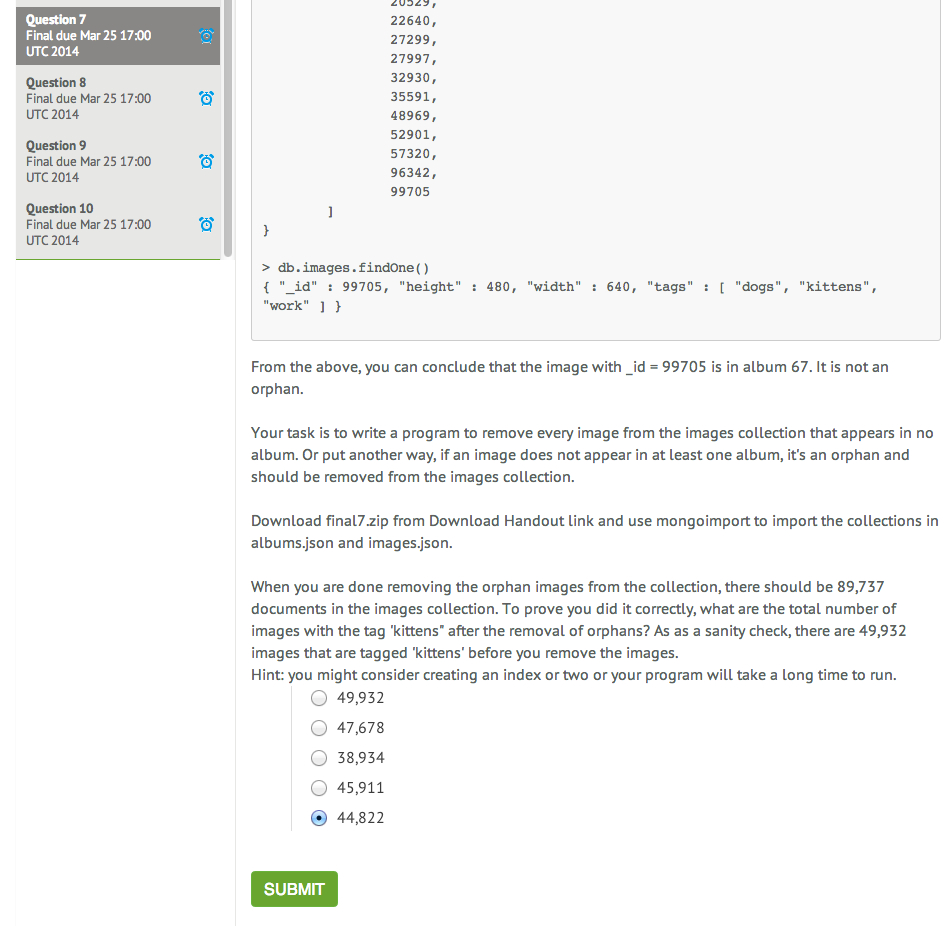 Question 7
Final due Mar 25 17:00
UTC 2014
Question 8
Final due Mar 25 17:00
UTC 2014
Question 9
Final due Mar 25 17:00
UTC 2014
Question 10
Final due Mar 25 17:00
UTC 2014
20529,
22640,
27299,
27997,
32930,
35591,
48969,
52901,
57320,
96342,
99705
]
}
> db.images.findOne()
{ "_id" : 99705, "height" : 480, "width" : 640, "tags" : [ "dogs", "kittens",
"work" ] }
From the above, you can conclude that the image with _id = 99705 is in album 67. It is not an
orphan.
Your task is to write a program to remove every image from the images collection that appears in no
album. Or put another way, if an image does not appear in at least one album, it's an orphan and
should be removed from the images collection.
Download final7.zip from Download Handout link and use mongoimport to import the collections in
albums.json and images.json.
When you are done removing the orphan images from the collection, there should be 89,737
documents in the images collection. To prove you did it correctly, what are the total number of
images with the tag 'kittens" after the removal of orphans? As as a sanity check, there are 49,932
images that are tagged 'kittens' before you remove the images.
Hint: you might consider creating an index or two or your program will take a long time to run.
49,932
47,678
38,934
45,911
44,822
SUBMIT